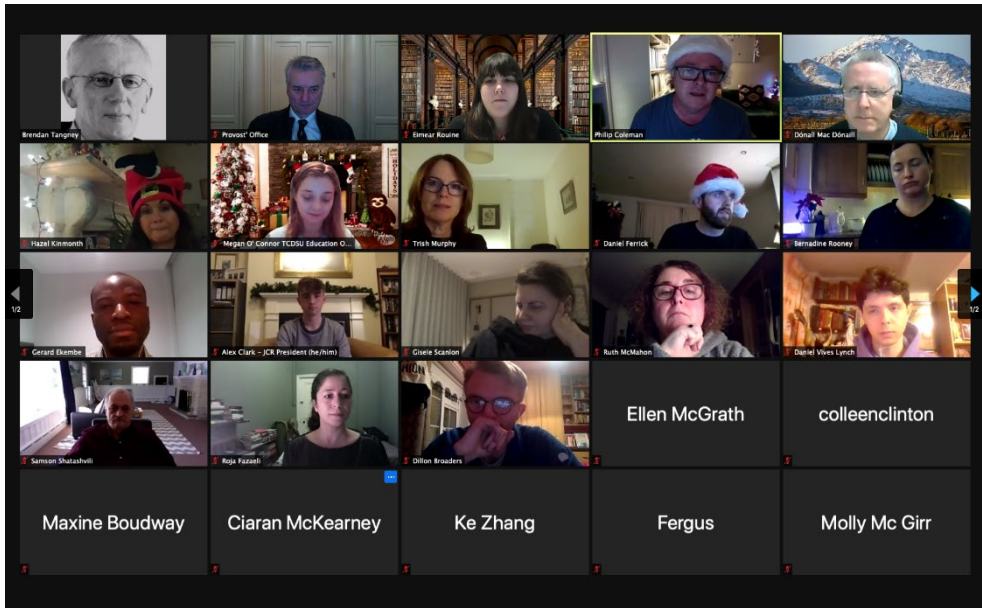 Brendan Tangney
Provost' Office
Eimear Rouine
Philip Coleman
Dónall Mac Dónaill
Hazel Kinmonth
Megan O' Connor TCDSU Education O...
Trish Murphy
Daniel Ferrick
Bernadine Rooney
1/2
1/2
Gerard Ekembe
Alex Clark - JCR President (he/him)
Gisele Scanlon
Ruth McMahon
Daniel Vlves Lynch
Samson Shatashvili
Roja Fazaeli
Dillon Broaders
Ellen McGrath
colleenclinton
Maxine Boudway
Ciaran McKearney
Ke Zhang
Fergus
Molly Mc Girr